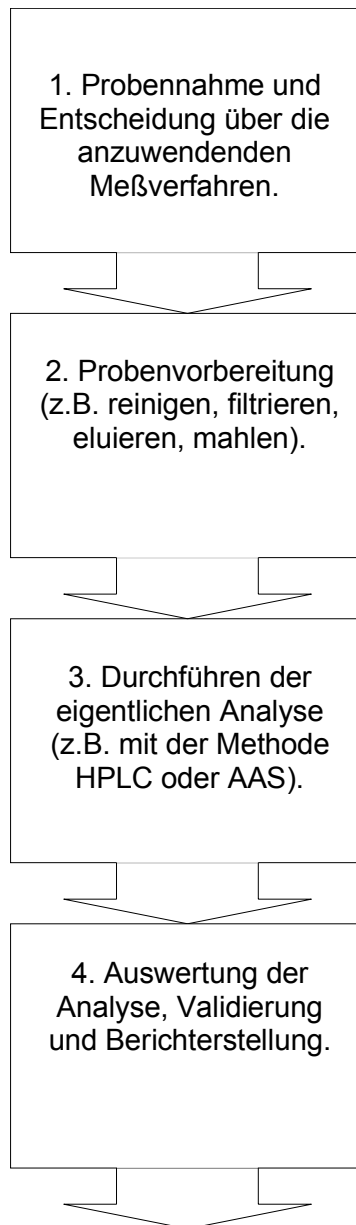 1. Probennahme und
Entscheidung über die
anzuwendenden
Meßverfahren.
2. Probenvorbereitung
(z.B. reinigen, filtrieren,
eluieren, mahlen).
3. Durchführen der
eigentlichen Analyse
(z.B. mit der Methode
HPLC oder AAS).
4. Auswertung der
Analyse, Validierung
und Berichterstellung.